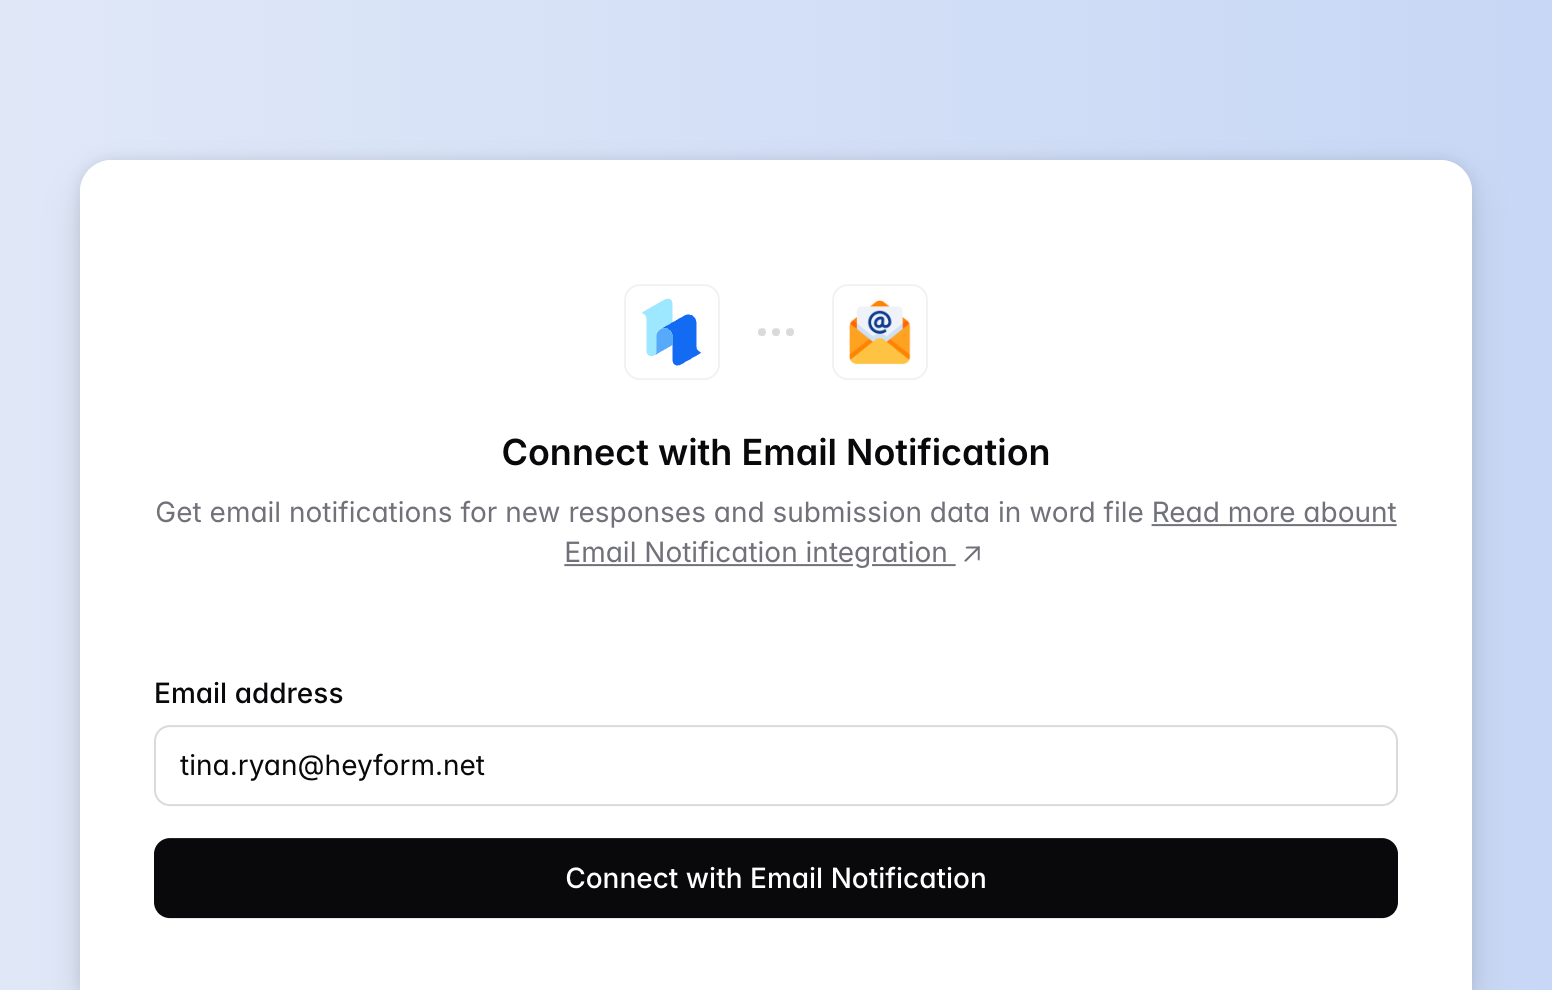 @
Connect with Email Notification
Get email notifications for new responses and submission data in word file Read more abount
Email Notification integration ↗
Email address
tina.ryan@heyform.net
Connect with Email Notification